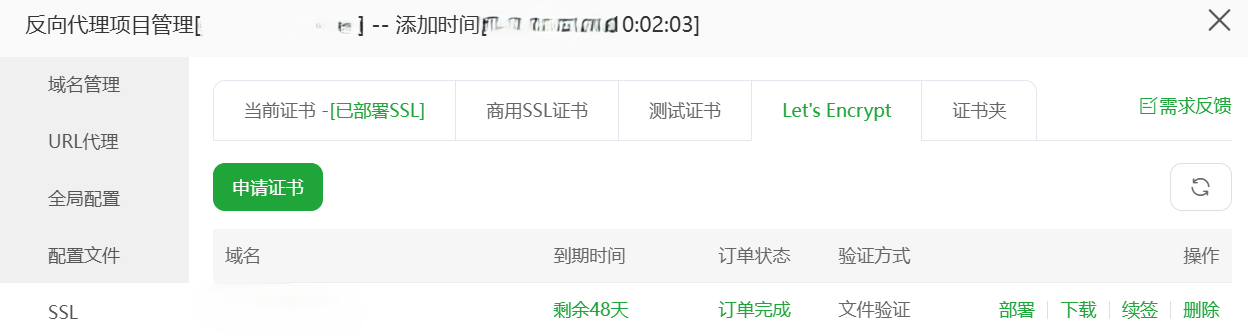 反向代理项目管理[ ] -- 添加时间[ 0:02:03]
域名管理
URL代理
全局配置
配置文件
SSL
当前证书 -[已部署SSL]
商用SSL证书
测试证书
Let's Encrypt
证书夹
需求反馈
申请证书
域名 到期时间 订单状态 验证方式 操作
剩余48天 订单完成 文件验证 部署 下载 续签 删除